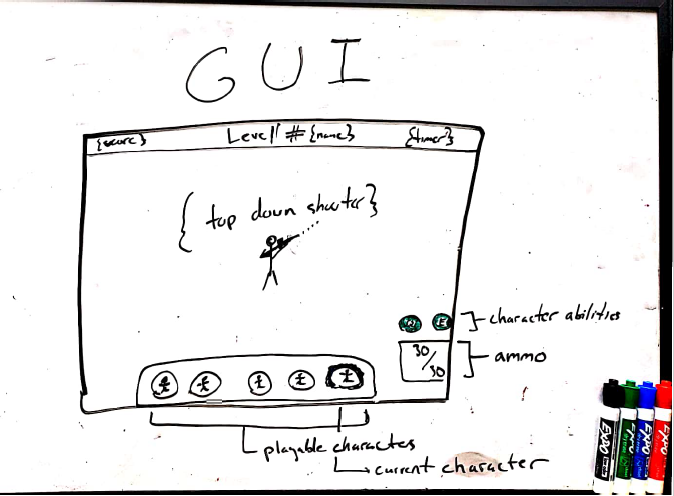 GUI
{score} Level # {name} {timer}
{ top down shooter }
E
character abilities
30/30
ammo
playable charactes
current character
EXPO
EXPO
EXPO
EXPO